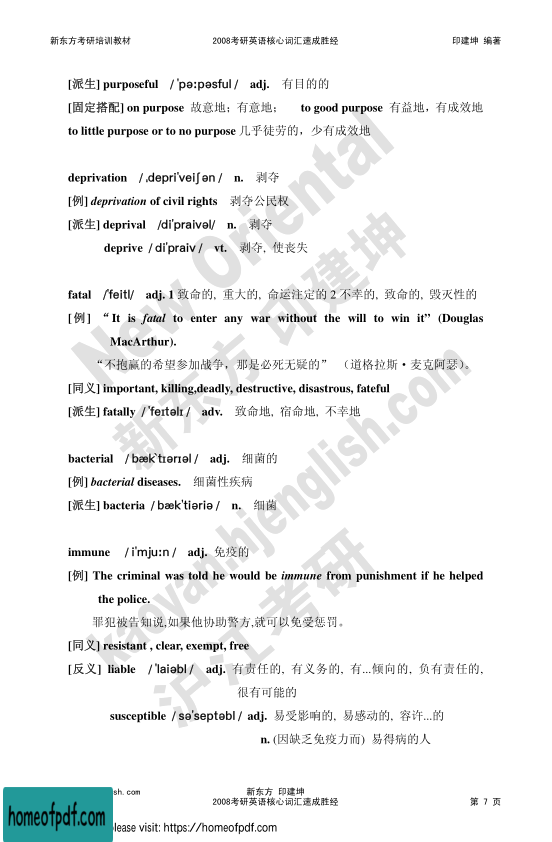 新东方考研培训教材 2008考研英语核心词汇速成胜经 印建坤 编著
[派生] purposeful /ˈpəːpəsful / adj. 有目的的
[固定搭配] on purpose 故意地；有意地； to good purpose 有益地，有成效地
to little purpose or to no purpose 几乎徒劳的，少有成效地
deprivation /ˌdepriˈveiʃən / n. 剥夺
[例] deprivation of civil rights 剥夺公民权
[派生] deprival /diˈpraivəl/ n. 剥夺
deprive / diˈpraiv / vt. 剥夺, 使丧失
fatal /ˈfeitl/ adj. 1 致命的, 重大的, 命运注定的 2 不幸的, 致命的, 毁灭性的
[例] “It is fatal to enter any war without the will to win it” (Douglas
MacArthur).
“不抱赢的希望参加战争，那是必死无疑的” （道格拉斯·麦克阿瑟）。
[同义] important, killing,deadly, destructive, disastrous, fateful
[派生] fatally /ˈfeɪtəlɪ / adv. 致命地, 宿命地, 不幸地
bacterial / bækˋtɪərɪəl / adj. 细菌的
[例] bacterial diseases. 细菌性疾病
[派生] bacteria / bækˈtiəriə / n. 细菌
immune / iˈmjuːn / adj. 免疫的
[例] The criminal was told he would be immune from punishment if he helped
the police.
罪犯被告知说,如果他协助警方,就可以免受惩罚。
[同义] resistant , clear, exempt, free
[反义] liable /ˈlaiəbl / adj. 有责任的, 有义务的, 有...倾向的, 负有责任的,
很有可能的
susceptible / səˈseptəbl / adj. 易受影响的, 易感动的, 容许...的
n. (因缺乏免疫力而) 易得病的人
New Oriental
新东方 印建坤
kaoyan.hjenglish.com
沪江考研
sh.com 新东方 印建坤
2008考研英语核心词汇速成胜经 第 7 页
homeofpdf.com
please visit: https://homeofpdf.com